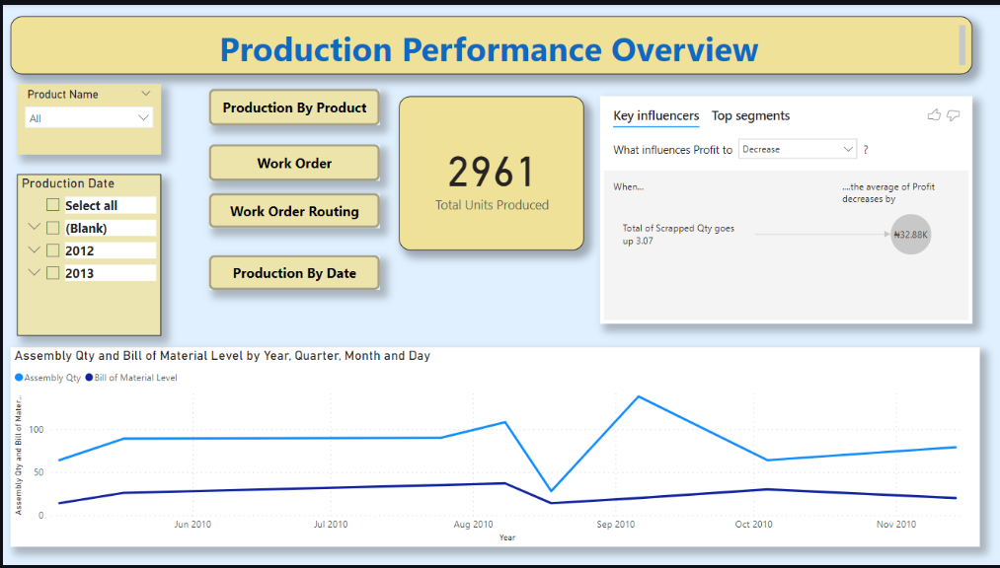 Production Performance Overview
Product Name
All
Production Date
Select all
(Blank)
2012
2013
Production By Product
Work Order
Work Order Routing
Production By Date
2961
Total Units Produced
Key influencers Top segments
What influences Profit to Decrease ?
When...
....the average of Profit
decreases by
Total of Scrapped Qty goes
up 3.07
₦32.88K
Assembly Qty and Bill of Material Level by Year, Quarter, Month and Day
Assembly Qty Bill of Material Level
Assembly Qty and Bill of Mater...
100
50
0
Jun 2010 Jul 2010 Aug 2010 Sep 2010 Oct 2010 Nov 2010
Year